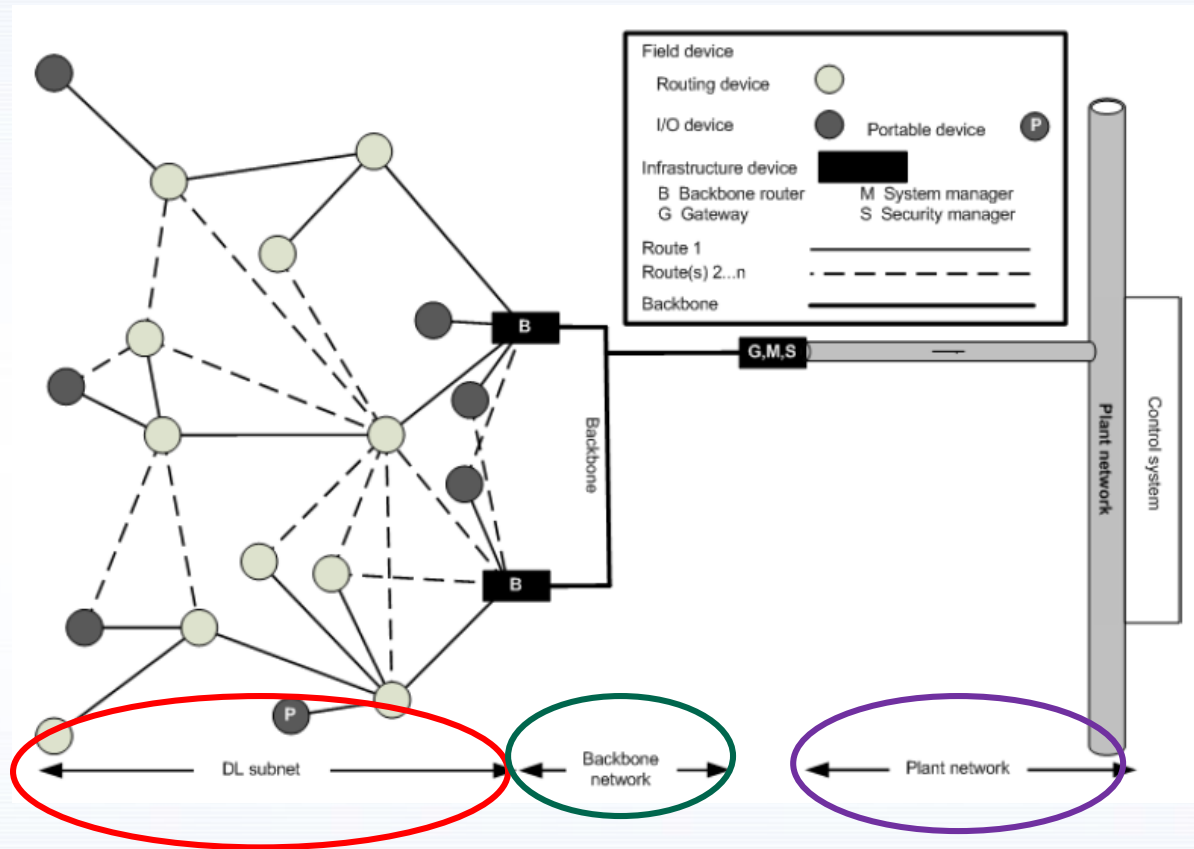 Field device
Routing device
I/O device
Portable device
P
Infrastructure device
B Backbone router
M System manager
G Gateway
S Security manager
Route 1
Route(s) 2...n
Backbone
B
G,M,S
Backbone
Plant network
Control system
B
P
DL subnet
Backbone
network
Plant network